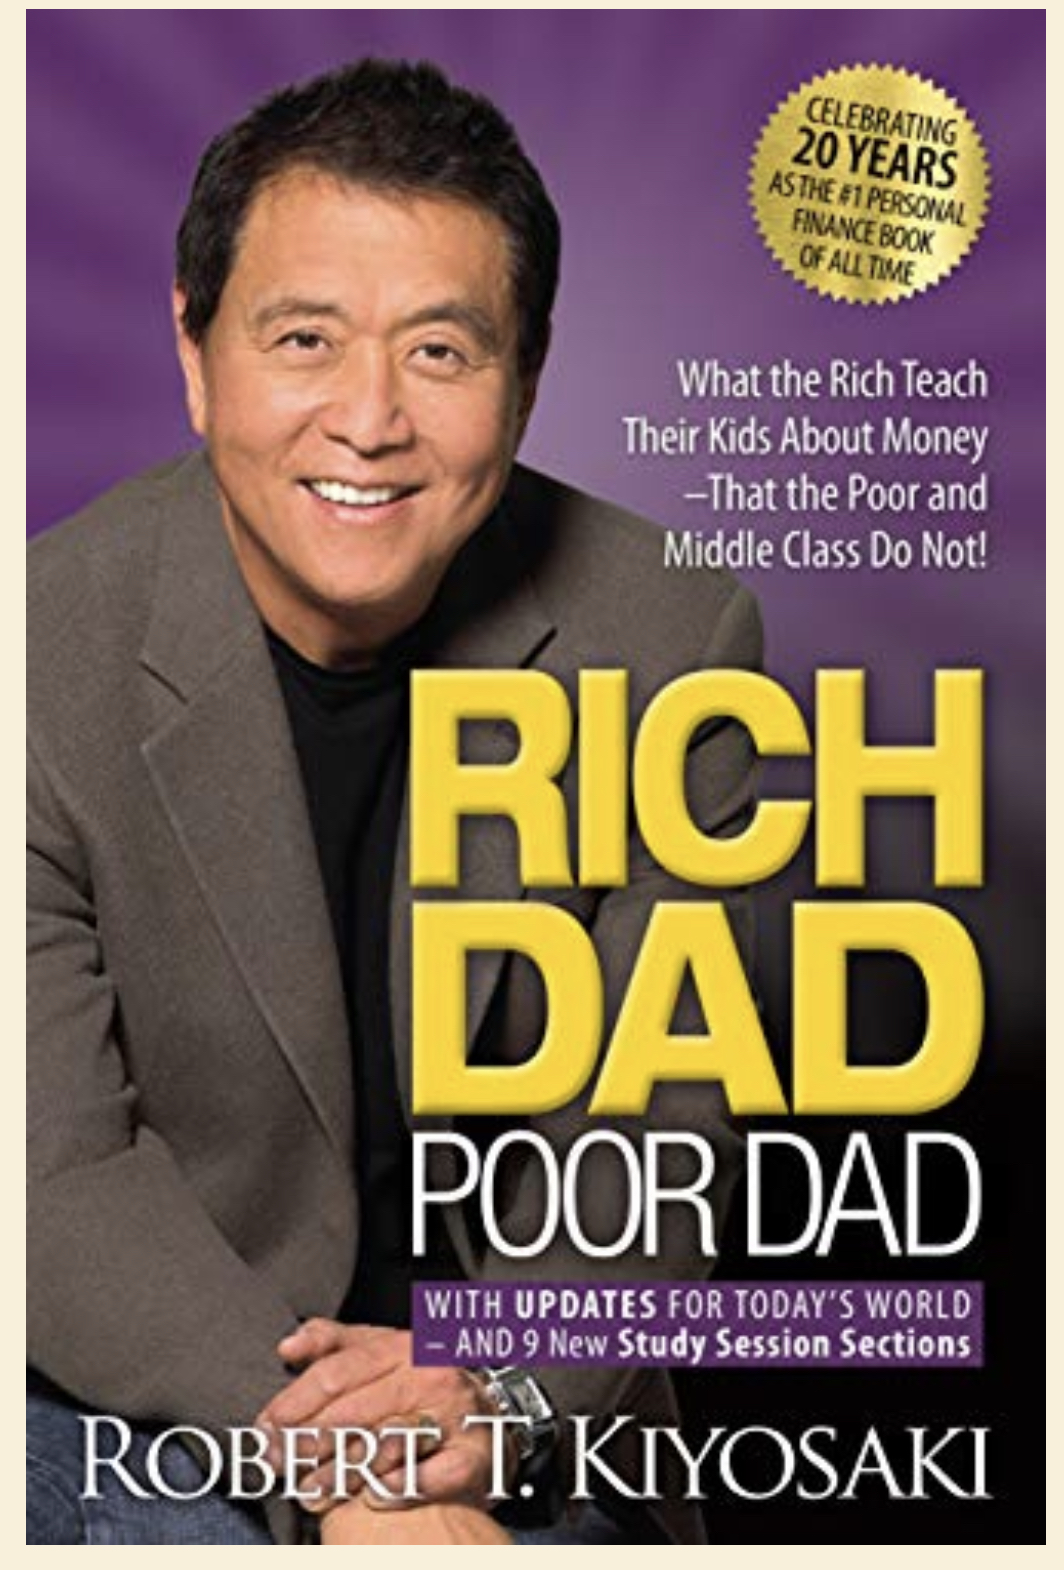 CELEBRATING
20 YEARS
AS THE #1 PERSONAL
FINANCE BOOK
OF ALL TIME
What the Rich Teach
Their Kids About Money
–That the Poor and
Middle Class Do Not!
RICH
DAD
POOR DAD
WITH UPDATES FOR TODAY'S WORLD
– AND 9 New Study Session Sections
ROBERT T. KIYOSAKI